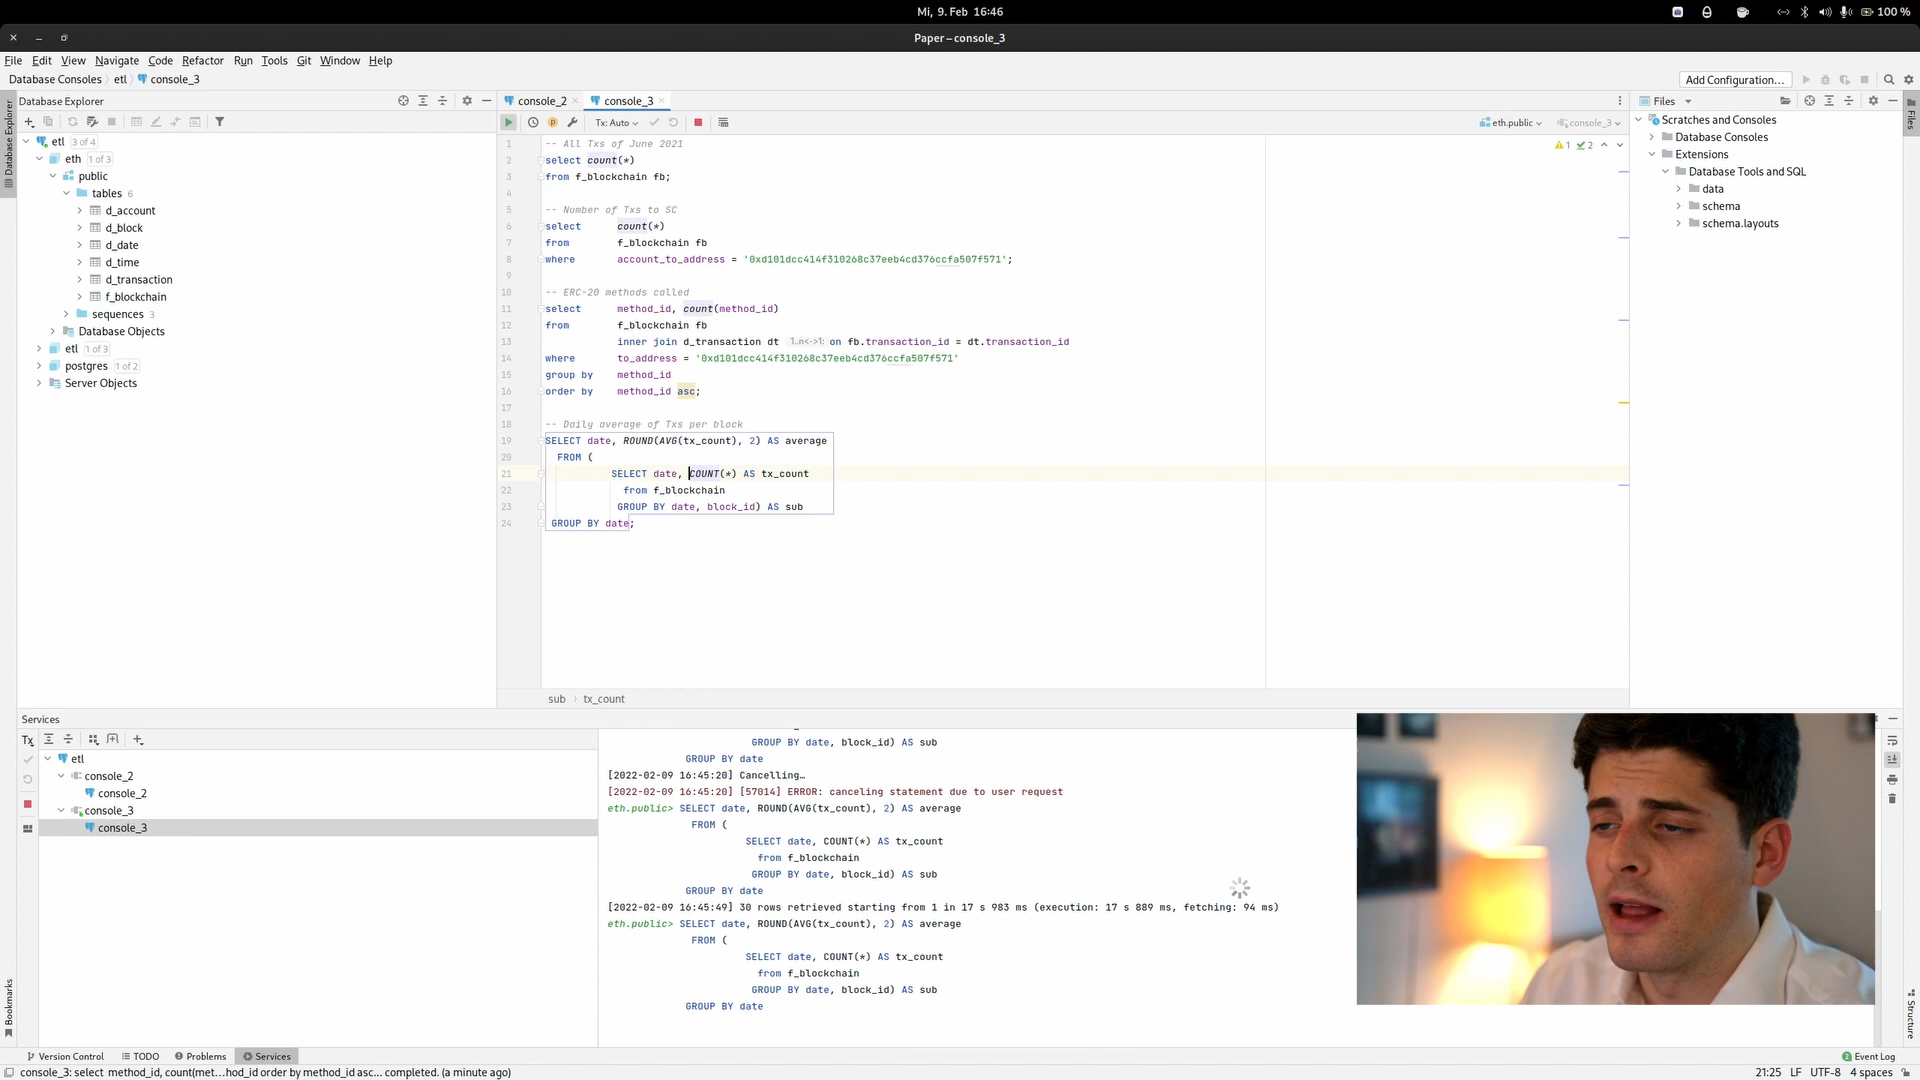 Mi, 9. Feb 16:46
100 %
Paper – console_3
File Edit View Navigate Code Refactor Run Tools Git Window Help
Database Consoles etl console_3
Add Configuration...
Database Explorer
Database Explorer
etl 3 of 4
eth 1 of 3
public
tables 6
d_account
d_block
d_date
d_time
d_transaction
f_blockchain
sequences 3
Database Objects
etl 1 of 3
postgres 1 of 2
Server Objects
console_2 console_3
Tx: Auto
eth.public console_3
1 2
1 -- All Txs of June 2021
2 select count(*)
3 from f_blockchain fb;
4
5 -- Number of Txs to SC
6 select count(*)
7 from f_blockchain fb
8 where account_to_address = '0xd101dcc414f310268c37eeb4cd376ccfa507f571';
9
10 -- ERC-20 methods called
11 select method_id, count(method_id)
12 from f_blockchain fb
13 inner join d_transaction dt 1..n<->1: on fb.transaction_id = dt.transaction_id
14 where to_address = '0xd101dcc414f310268c37eeb4cd376ccfa507f571'
15 group by method_id
16 order by method_id asc;
17
18 -- Daily average of Txs per block
19 SELECT date, ROUND(AVG(tx_count), 2) AS average
20 FROM (
21 SELECT date, COUNT(*) AS tx_count
22 from f_blockchain
23 GROUP BY date, block_id) AS sub
24 GROUP BY date;
sub tx_count
Files
Files
Scratches and Consoles
Database Consoles
Extensions
Database Tools and SQL
data
schema
schema.layouts
Services
Tx
etl
console_2
console_2
console_3
console_3
GROUP BY date, block_id) AS sub
GROUP BY date
[2022-02-09 16:45:20] Cancelling…
[2022-02-09 16:45:20] [57014] ERROR: canceling statement due to user request
eth.public> SELECT date, ROUND(AVG(tx_count), 2) AS average
FROM (
SELECT date, COUNT(*) AS tx_count
from f_blockchain
GROUP BY date, block_id) AS sub
GROUP BY date
[2022-02-09 16:45:49] 30 rows retrieved starting from 1 in 17 s 983 ms (execution: 17 s 889 ms, fetching: 94 ms)
eth.public> SELECT date, ROUND(AVG(tx_count), 2) AS average
FROM (
SELECT date, COUNT(*) AS tx_count
from f_blockchain
GROUP BY date, block_id) AS sub
GROUP BY date
Bookmarks
Structure
Version Control TODO Problems Services
2 Event Log
console_3: select method_id, count(met...hod_id order by method_id asc... completed. (a minute ago)
21:25 LF UTF-8 4 spaces